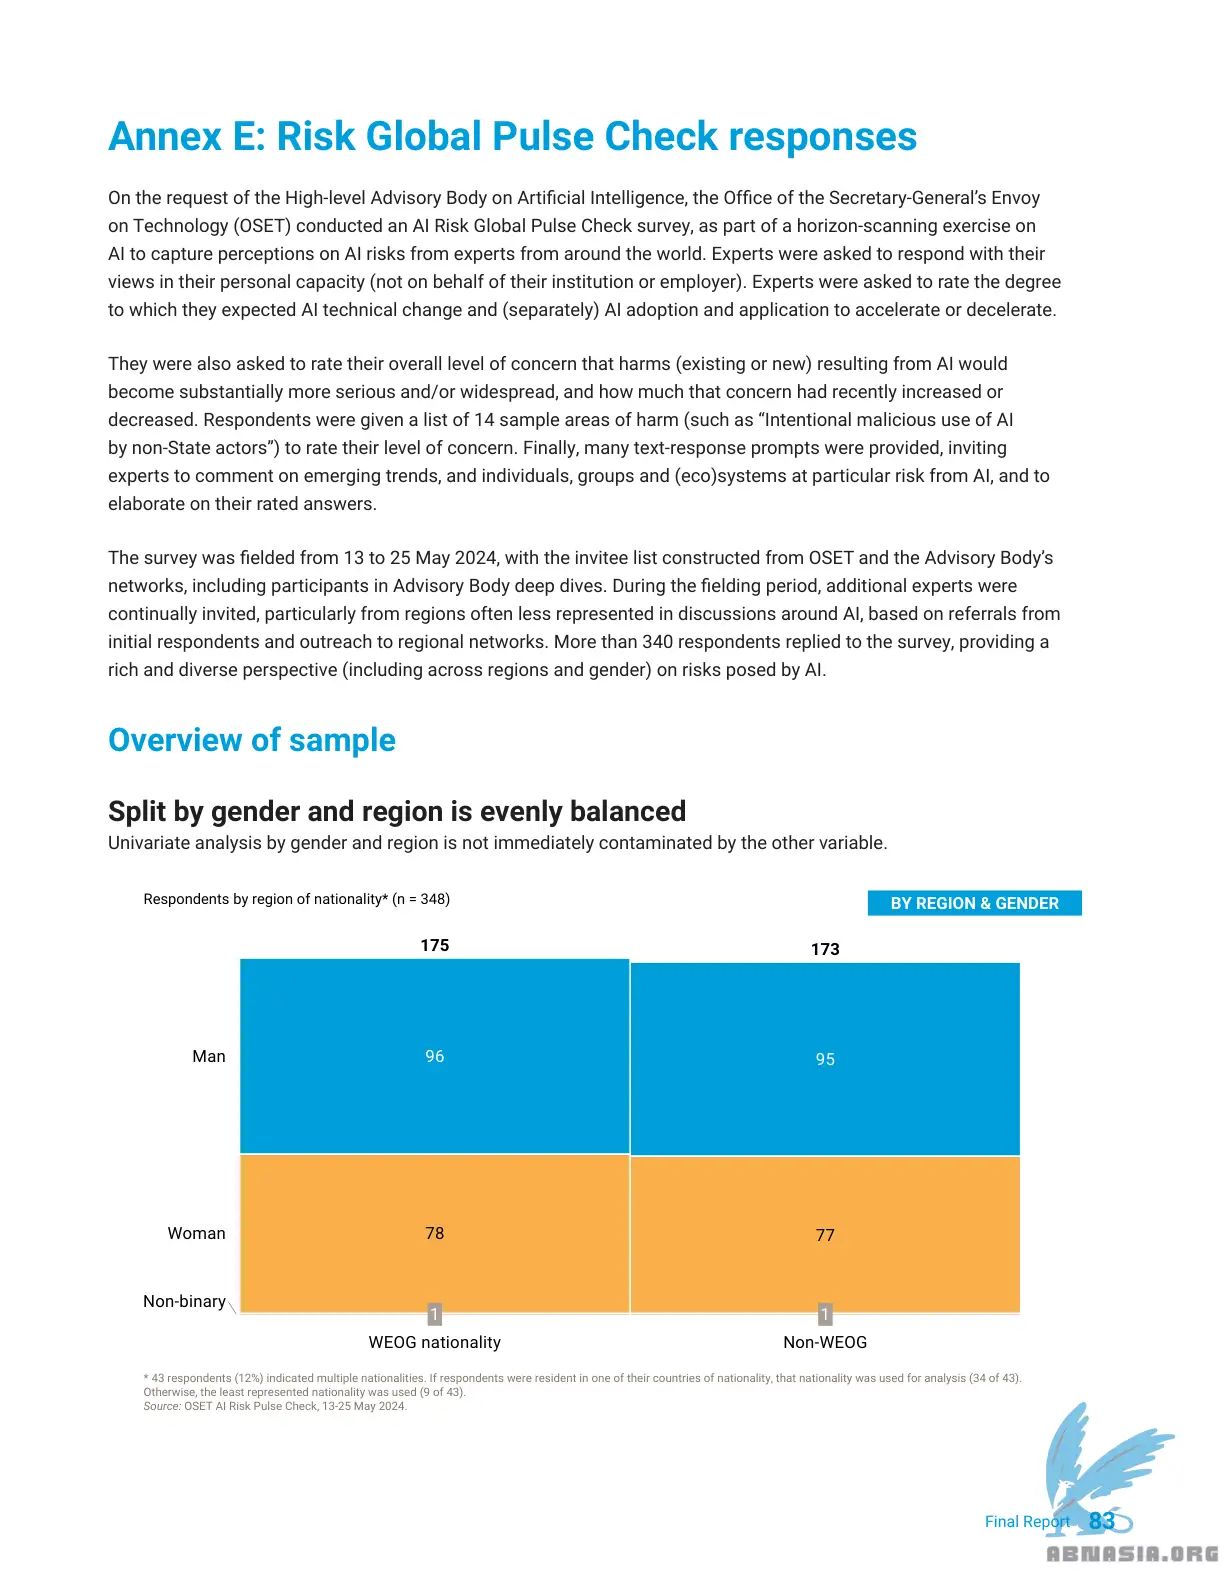 Annex E: Risk Global Pulse Check responses
On the request of the High-level Advisory Body on Artificial Intelligence, the Office of the Secretary-General’s Envoy
on Technology (OSET) conducted an AI Risk Global Pulse Check survey, as part of a horizon-scanning exercise on
AI to capture perceptions on AI risks from experts from around the world. Experts were asked to respond with their
views in their personal capacity (not on behalf of their institution or employer). Experts were asked to rate the degree
to which they expected AI technical change and (separately) AI adoption and application to accelerate or decelerate.
They were also asked to rate their overall level of concern that harms (existing or new) resulting from AI would
become substantially more serious and/or widespread, and how much that concern had recently increased or
decreased. Respondents were given a list of 14 sample areas of harm (such as “Intentional malicious use of AI
by non-State actors”) to rate their level of concern. Finally, many text-response prompts were provided, inviting
experts to comment on emerging trends, and individuals, groups and (eco)systems at particular risk from AI, and to
elaborate on their rated answers.
The survey was fielded from 13 to 25 May 2024, with the invitee list constructed from OSET and the Advisory Body’s
networks, including participants in Advisory Body deep dives. During the fielding period, additional experts were
continually invited, particularly from regions often less represented in discussions around AI, based on referrals from
initial respondents and outreach to regional networks. More than 340 respondents replied to the survey, providing a
rich and diverse perspective (including across regions and gender) on risks posed by AI.
Overview of sample
Split by gender and region is evenly balanced
Univariate analysis by gender and region is not immediately contaminated by the other variable.
Respondents by region of nationality* (n = 348)
BY REGION & GENDER
175
173
Man
96
95
Woman
78
77
Non-binary
1
1
WEOG nationality
Non-WEOG
* 43 respondents (12%) indicated multiple nationalities. If respondents were resident in one of their countries of nationality, that nationality was used for analysis (34 of 43).
Otherwise, the least represented nationality was used (9 of 43).
Source: OSET AI Risk Pulse Check, 13-25 May 2024.
Final Report 83
ABNASIA.ORG